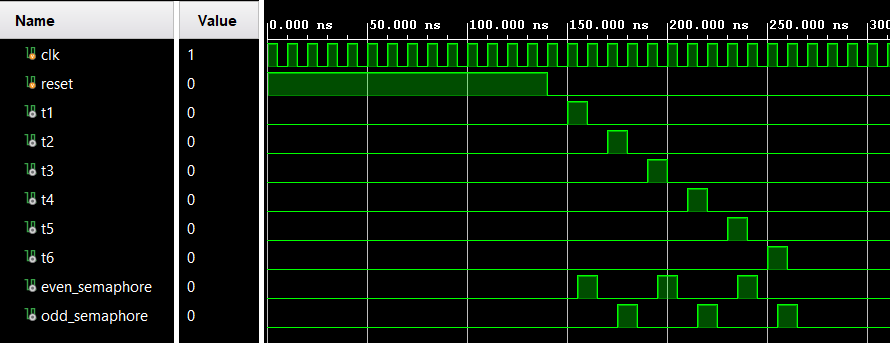 Name Value
0.000 ns 50.000 ns 100.000 ns 150.000 ns 200.000 ns 250.000 ns 300
clk 1
reset 0
t1 0
t2 0
t3 0
t4 0
t5 0
t6 0
even_semaphore 0
odd_semaphore 0